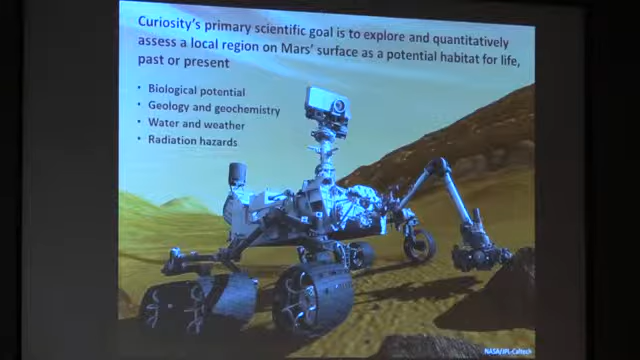 Curiosity's primary scientific goal is to explore and quantitatively
assess a local region on Mars' surface as a potential habitat for life,
past or present
• Biological potential
• Geology and geochemistry
• Water and weather
• Radiation hazards
NASA/JPL-Caltech